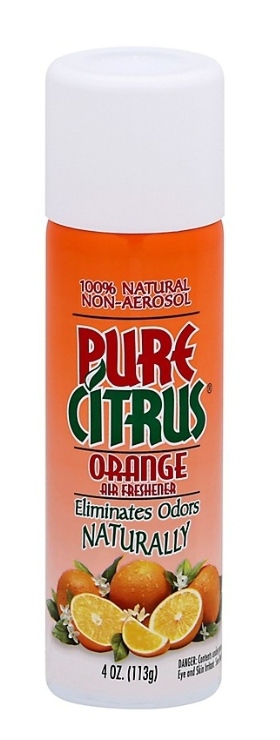 100% NATURAL
NON-AEROSOL
PURE
CITRUS®
ORANGE
AIR FRESHENER
Eliminates Odors
NATURALLY
4 OZ. (113g)
DANGER: Contents
Eye and Skin Irritant.